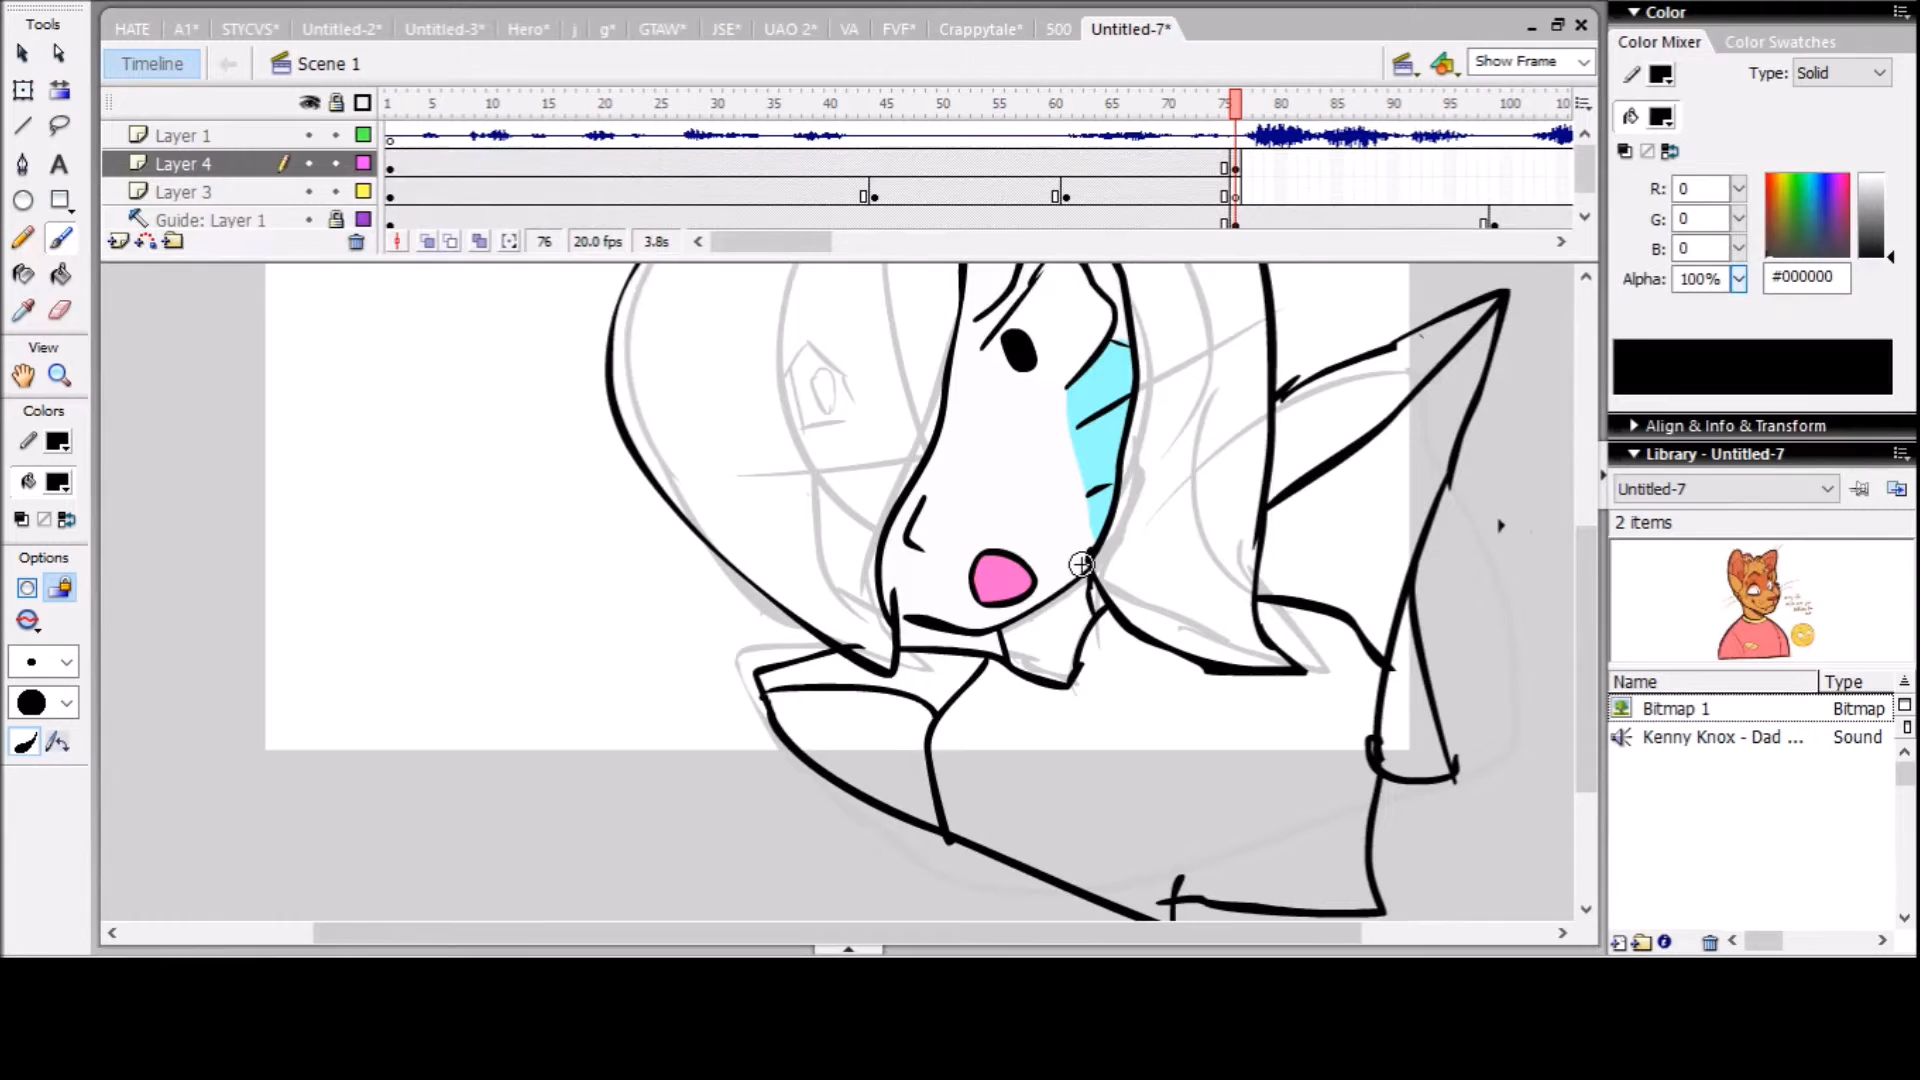 Tools
HATE A1* STYCVS* Untitled-2* Untitled-3* Hero* j g* GTAW* JSE* UAO 2* VA FVF* Crappytale* 500 Untitled-7*
Timeline Scene 1 Show Frame
1 5 10 15 20 25 30 35 40 45 50 55 60 65 70 75 80 85 90 95 100 10
Layer 1
Layer 4
Layer 3
Guide: Layer 1
76 20.0 fps 3.8s
View
Colors
Options
Color
Color Mixer Color Swatches
Type: Solid
R: 0
G: 0
B: 0
Alpha: 100% #000000
Align & Info & Transform
Library - Untitled-7
Untitled-7
2 items
Name Type
Bitmap 1 Bitmap
Kenny Knox - Dad ... Sound